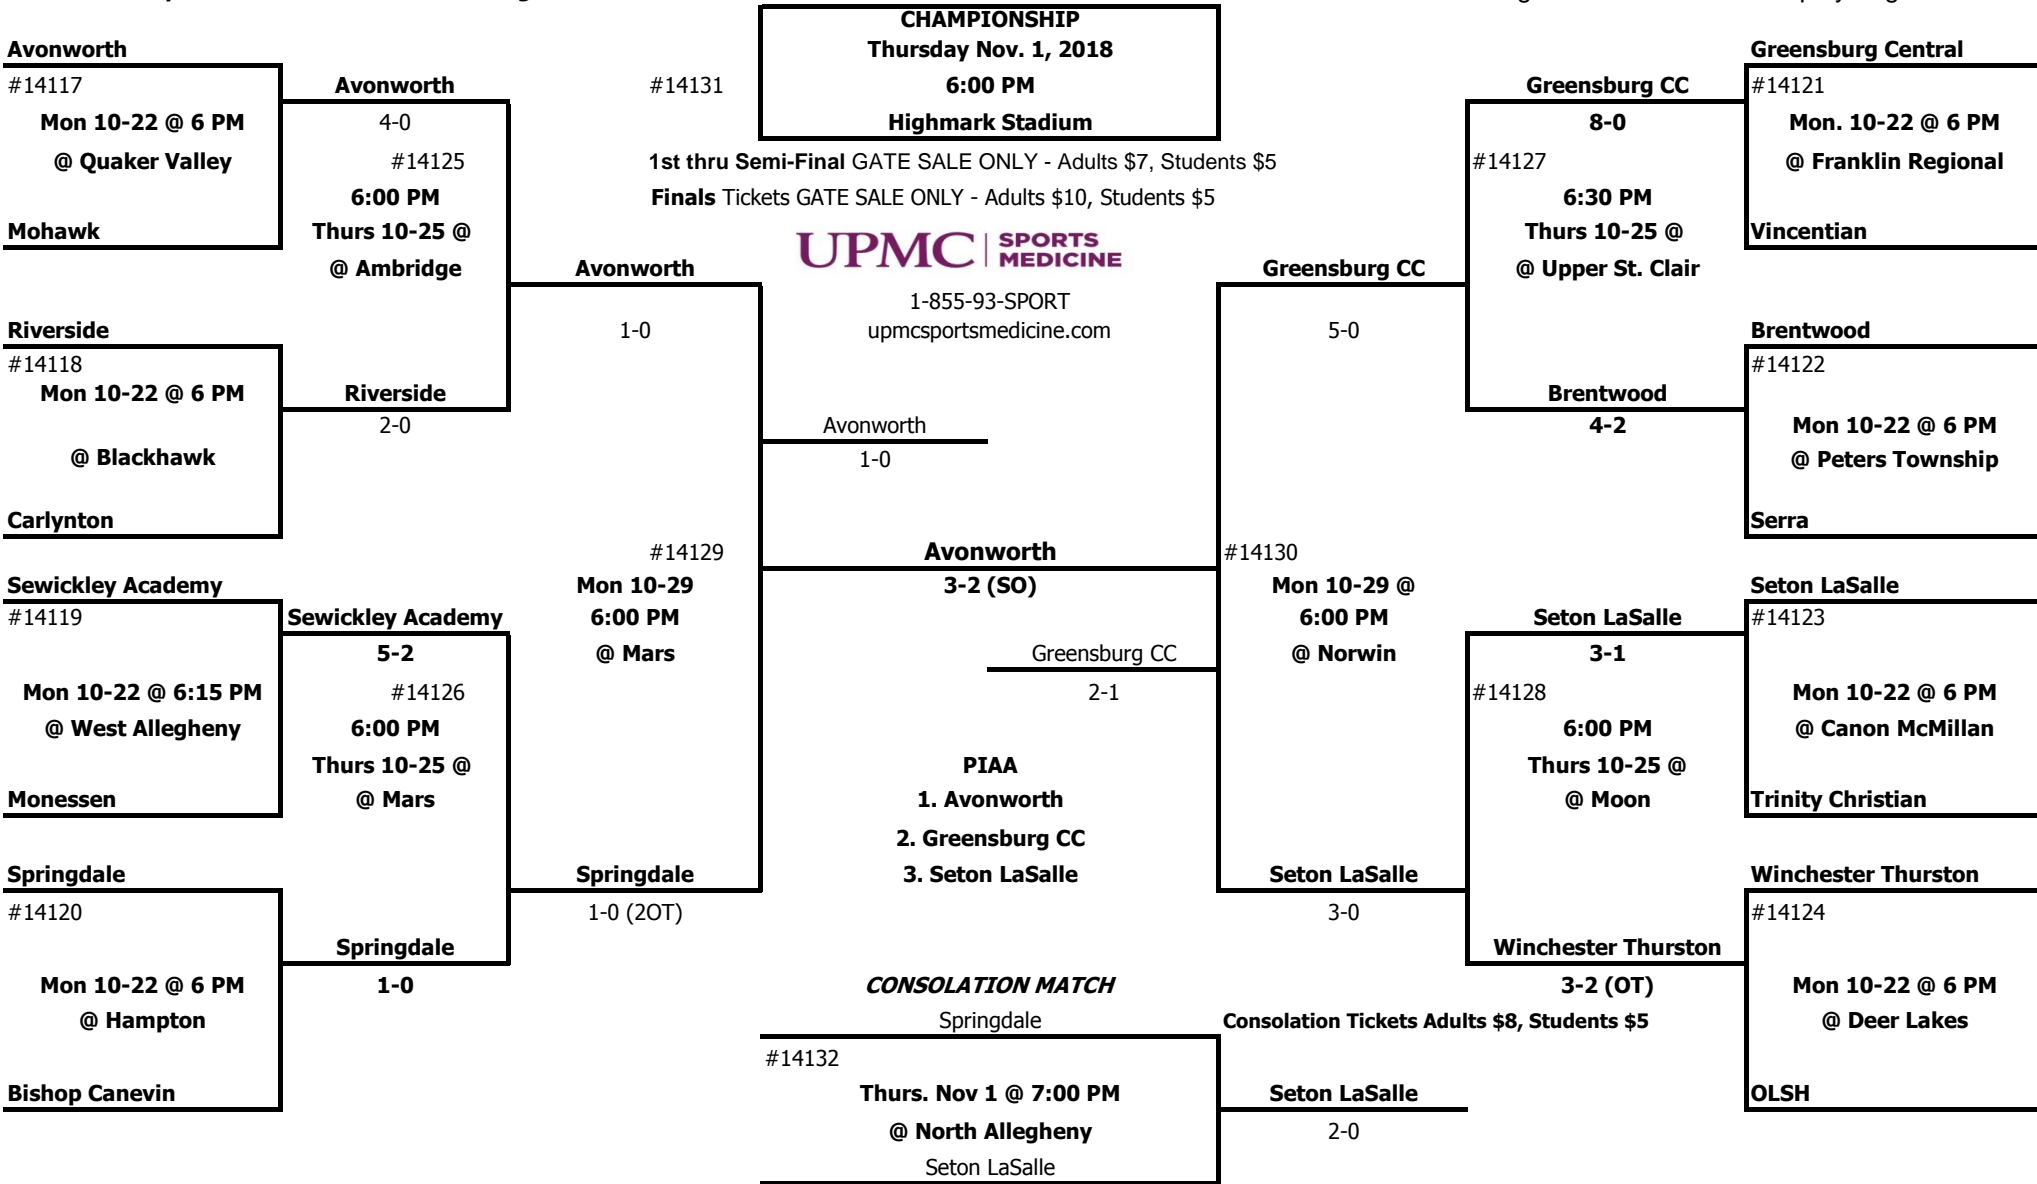 CHAMPIONSHIP
Thursday Nov. 1, 2018
#14131
6:00 PM
Highmark Stadium
1st thru Semi-Final GATE SALE ONLY - Adults $7, Students $5
Finals Tickets GATE SALE ONLY - Adults $10, Students $5
UPMC | SPORTS
MEDICINE
1-855-93-SPORT
upmcsportsmedicine.com
Avonworth
#14117
Mon 10-22 @ 6 PM
@ Quaker Valley
Mohawk
Riverside
#14118
Mon 10-22 @ 6 PM
@ Blackhawk
Carlynton
Sewickley Academy
#14119
Mon 10-22 @ 6:15 PM
@ West Allegheny
Monessen
Springdale
#14120
Mon 10-22 @ 6 PM
@ Hampton
Bishop Canevin
Avonworth
4-0
#14125
6:00 PM
Thurs 10-25 @
@ Ambridge
Riverside
2-0
Sewickley Academy
5-2
#14126
6:00 PM
Thurs 10-25 @
@ Mars
Springdale
1-0
Avonworth
1-0
#14129
Mon 10-29
6:00 PM
@ Mars
Springdale
1-0 (2OT)
Avonworth
1-0
Avonworth
3-2 (SO)
Greensburg CC
2-1
PIAA
1. Avonworth
2. Greensburg CC
3. Seton LaSalle
CONSOLATION MATCH
Springdale
#14132
Thurs. Nov 1 @ 7:00 PM
@ North Allegheny
Seton LaSalle
Consolation Tickets Adults $8, Students $5
Seton LaSalle
2-0
Greensburg CC
5-0
#14130
Mon 10-29 @
6:00 PM
@ Norwin
Seton LaSalle
3-0
Greensburg CC
8-0
#14127
6:30 PM
Thurs 10-25 @
@ Upper St. Clair
Brentwood
4-2
Seton LaSalle
3-1
#14128
6:00 PM
Thurs 10-25 @
@ Moon
Winchester Thurston
3-2 (OT)
Greensburg Central
#14121
Mon. 10-22 @ 6 PM
@ Franklin Regional
Vincentian
Brentwood
#14122
Mon 10-22 @ 6 PM
@ Peters Township
Serra
Seton LaSalle
#14123
Mon 10-22 @ 6 PM
@ Canon McMillan
Trinity Christian
Winchester Thurston
#14124
Mon 10-22 @ 6 PM
@ Deer Lakes
OLSH